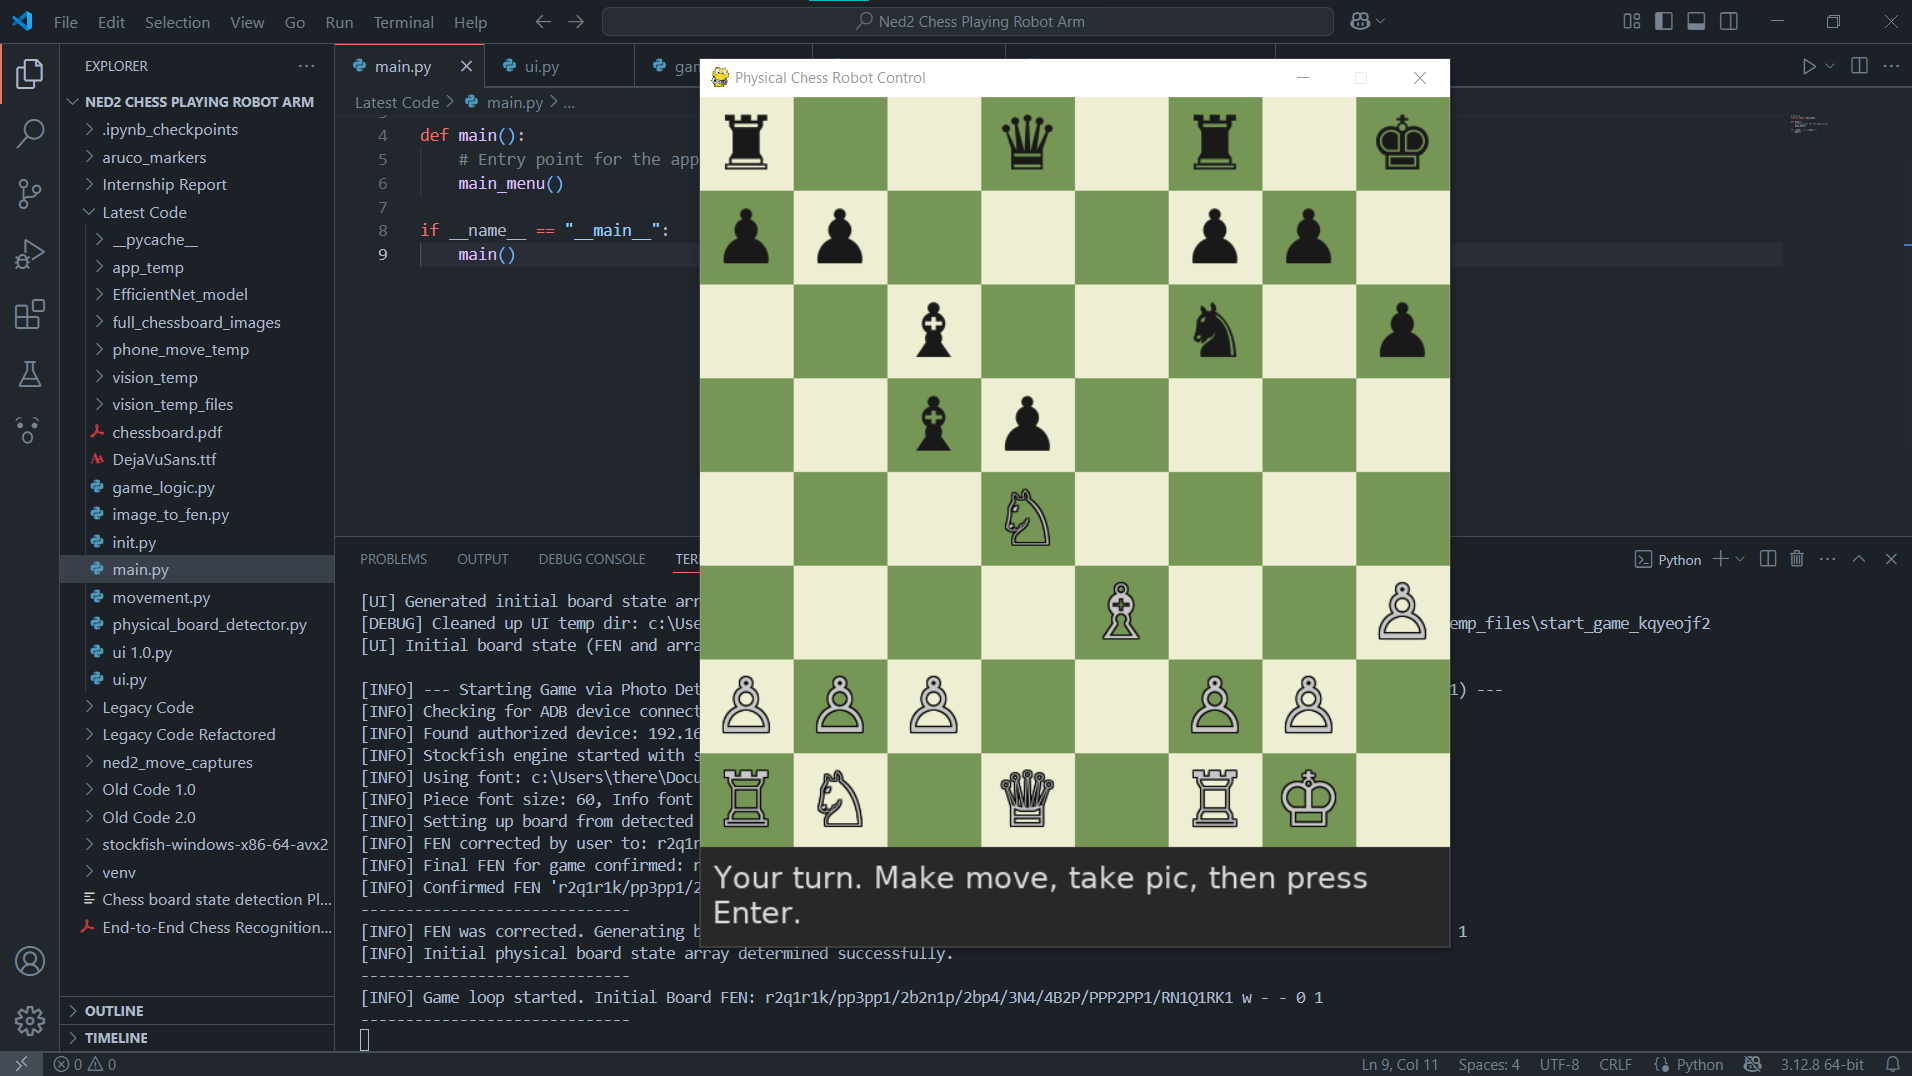 File Edit Selection View Go Run Terminal Help
Ned2 Chess Playing Robot Arm
EXPLORER
NED2 CHESS PLAYING ROBOT ARM
.ipynb_checkpoints
aruco_markers
Internship Report
Latest Code
__pycache__
app_temp
EfficientNet_model
full_chessboard_images
phone_move_temp
vision_temp
vision_temp_files
chessboard.pdf
DejaVuSans.ttf
game_logic.py
image_to_fen.py
init.py
main.py
movement.py
physical_board_detector.py
ui 1.0.py
ui.py
Legacy Code
Legacy Code Refactored
ned2_move_captures
Old Code 1.0
Old Code 2.0
stockfish-windows-x86-64-avx2
venv
Chess board state detection Pl...
End-to-End Chess Recognition...
OUTLINE
TIMELINE
main.py
ui.py
gam
Latest Code > main.py > ...
4 def main():
5 # Entry point for the app
6 main_menu()
7
8 if __name__ == "__main__":
9 main()
Physical Chess Robot Control
Your turn. Make move, take pic, then press
Enter.
PROBLEMS OUTPUT DEBUG CONSOLE TER
Python
[UI] Generated initial board state arr
[DEBUG] Cleaned up UI temp dir: c:\Use emp_files\start_game_kqyeojf2
[UI] Initial board state (FEN and arra
[INFO] --- Starting Game via Photo Det 1) ---
[INFO] Checking for ADB device connect
[INFO] Found authorized device: 192.16
[INFO] Stockfish engine started with s
[INFO] Using font: c:\Users\there\Docu
[INFO] Piece font size: 60, Info font
[INFO] Setting up board from detected
[INFO] FEN corrected by user to: r2q1r
[INFO] Final FEN for game confirmed: r
[INFO] Confirmed FEN 'r2q1r1k/pp3pp1/2
------------------------------
[INFO] FEN was corrected. Generating b 1
[INFO] Initial physical board state array determined successfully.
------------------------------
[INFO] Game loop started. Initial Board FEN: r2q1r1k/pp3pp1/2b2n1p/2bp4/3N4/4B2P/PPP2PP1/RN1Q1RK1 w - - 0 1
------------------------------
0 0
Ln 9, Col 11 Spaces: 4 UTF-8 CRLF Python 3.12.8 64-bit